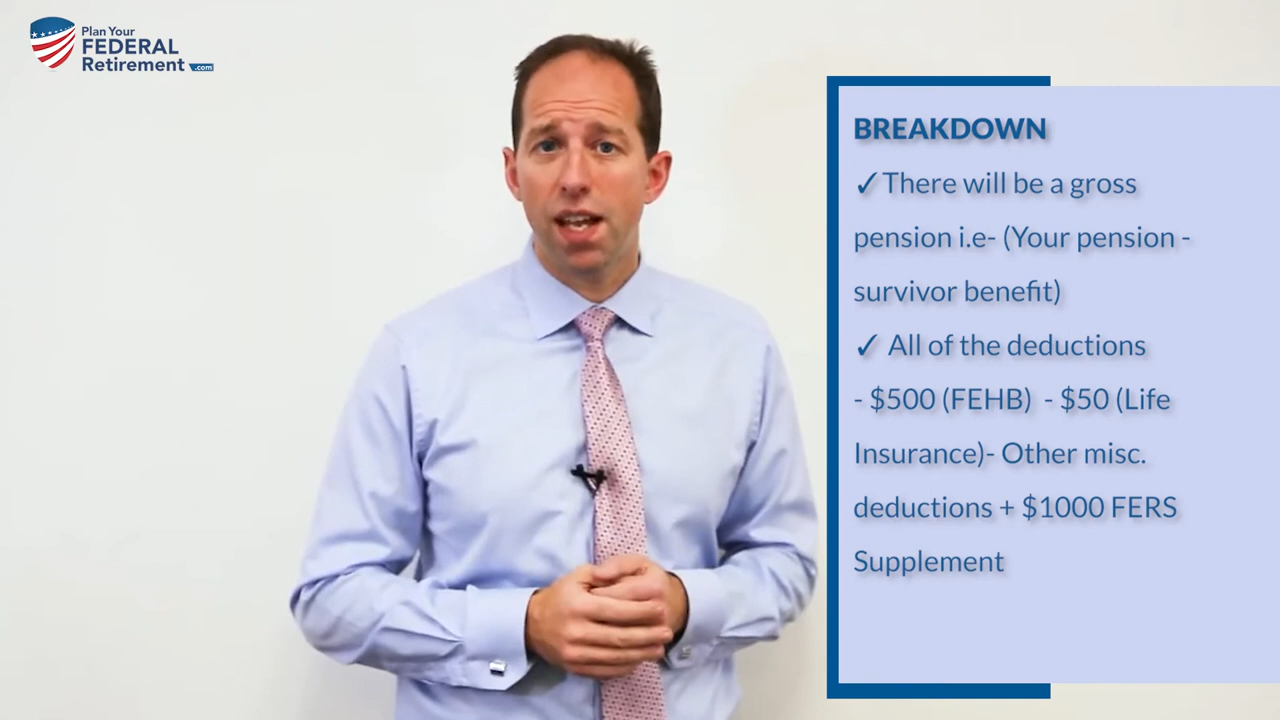 Plan Your
FEDERAL
Retirement .com
BREAKDOWN
✓There will be a gross
pension i.e- (Your pension -
survivor benefit)
✓ All of the deductions
- $500 (FEHB) - $50 (Life
Insurance)- Other misc.
deductions + $1000 FERS
Supplement